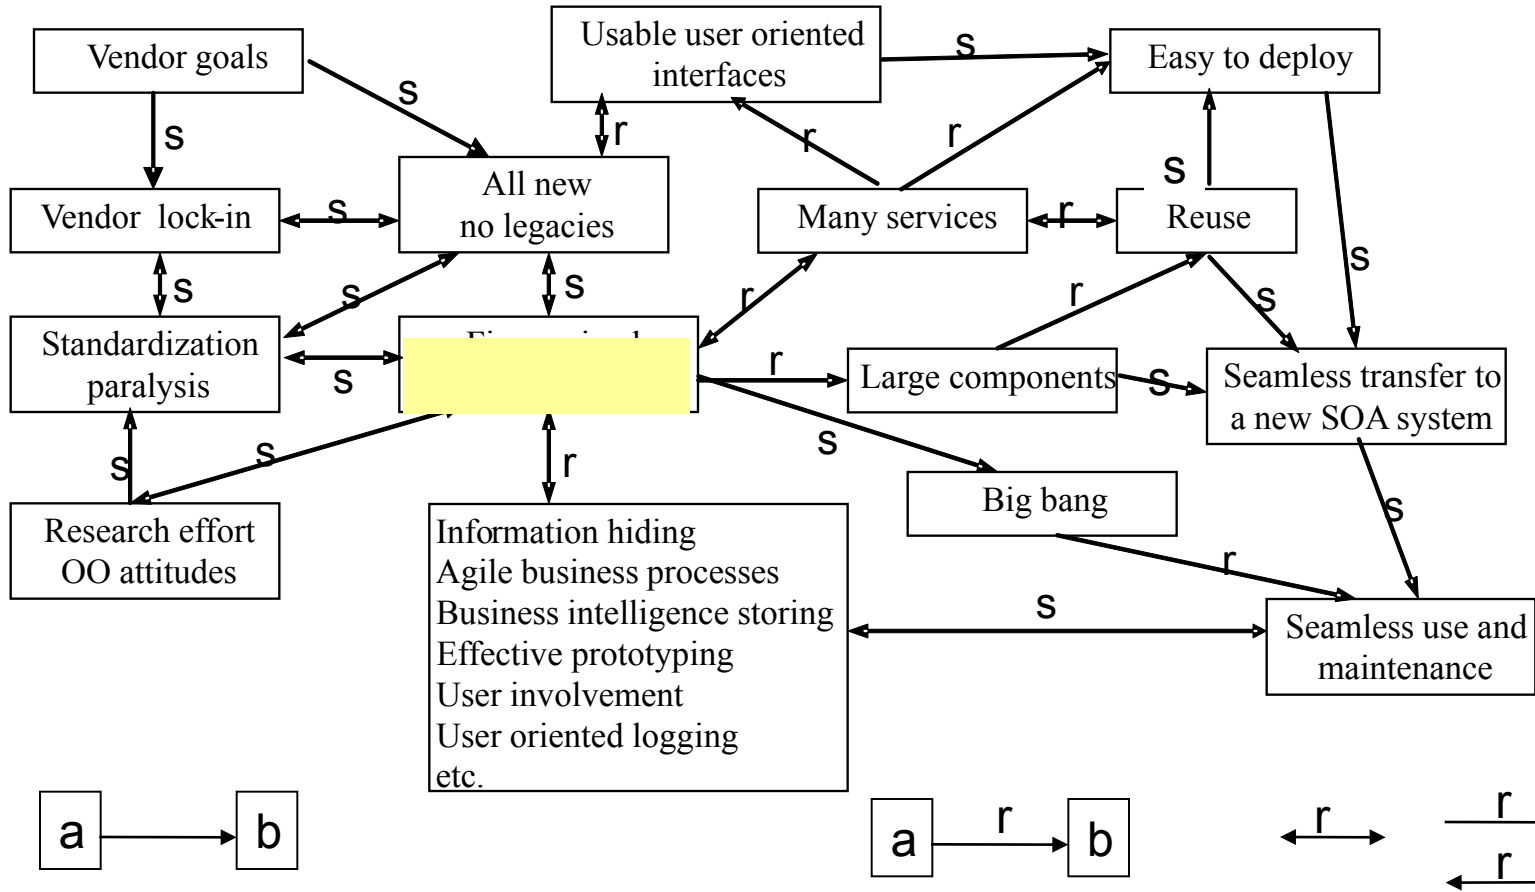 Vendor goals
Usable user oriented
interfaces
Easy to deploy
s
s
s
r
r
r
s
s
All new
no legacies
Vendor lock-in
s
Many services
r
Reuse
s
s
s
r
r
s
s
Standardization
paralysis
s
r
Large components
s
Seamless transfer to
a new SOA system
s
s
s
r
Big bang
s
Research effort
OO attitudes
Information hiding
Agile business processes
Business intelligence storing
Effective prototyping
User involvement
User oriented logging
etc.
r
s
Seamless use and
maintenance
a
b
a
r
b
r
r
r